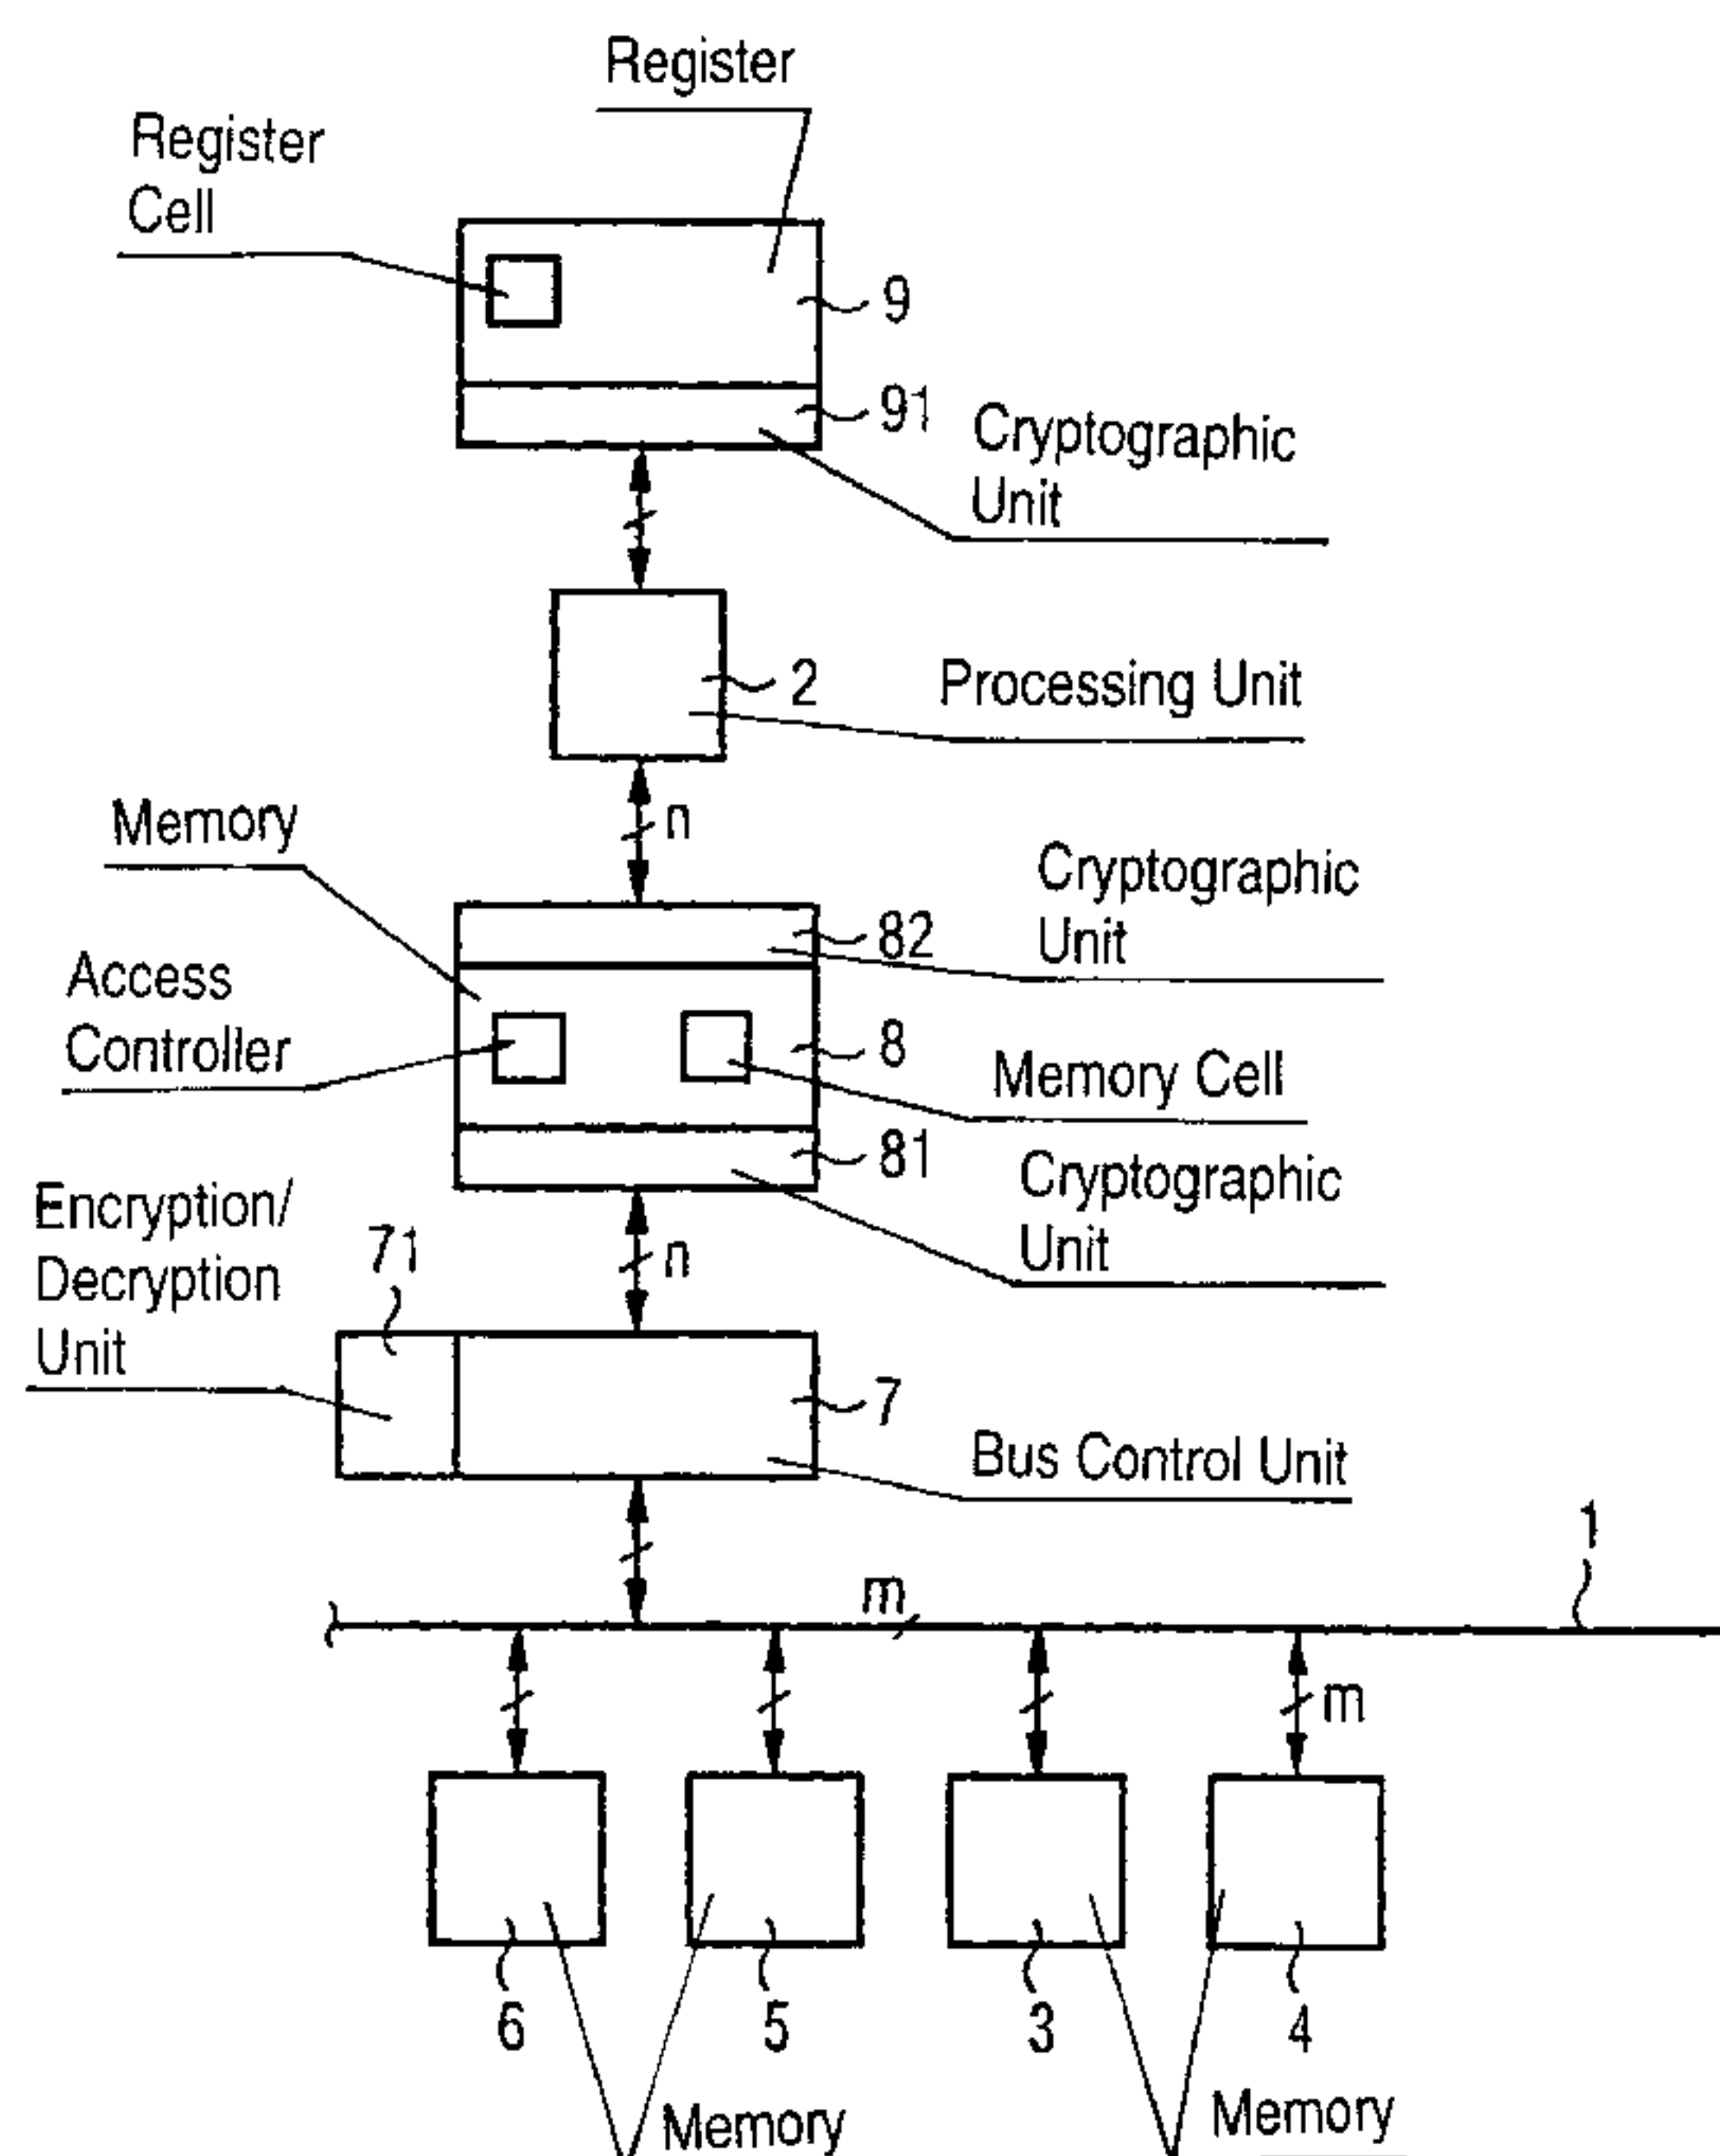 Register
Register
Cell
9
91
Cryptographic
Unit
2
Processing Unit
n
Memory
Cryptographic
Unit
82
Access
Controller
8
Memory Cell
81
Cryptographic
Unit
Encryption/
Decryption
Unit
71
n
7
Bus Control Unit
1
m
m
6
5
3
4
Memory
Memory